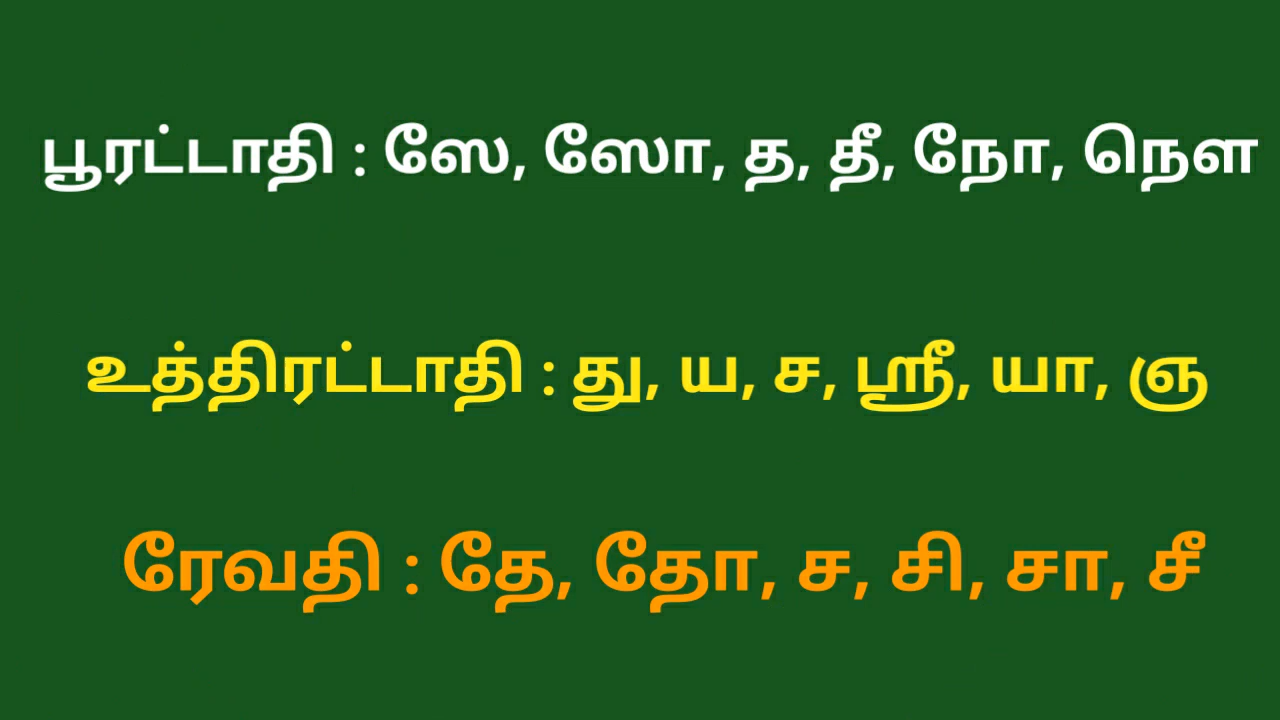 பூரட்டாதி : ஸே, ஸோ, த, தீ, நோ, நௌ
உத்திரட்டாதி : து, ய, ச, ஸ்ரீ, யா, ஞ
ரேவதி : தே, தோ, ச, சி, சா, சீ